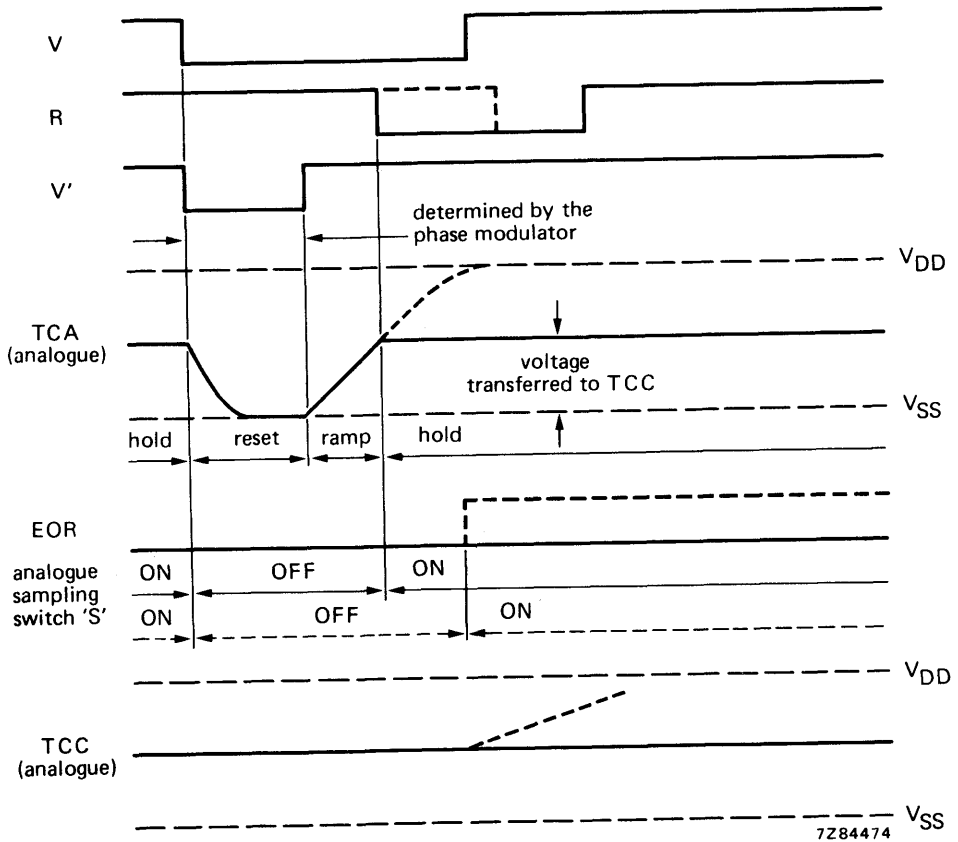 V
R
V'
determined by the
phase modulator
VDD
TCA
(analogue)
voltage
transferred to TCC
VSS
hold reset ramp hold
EOR
analogue
sampling
switch 'S'
ON OFF ON
ON OFF ON
VDD
TCC
(analogue)
VSS
7Z84474